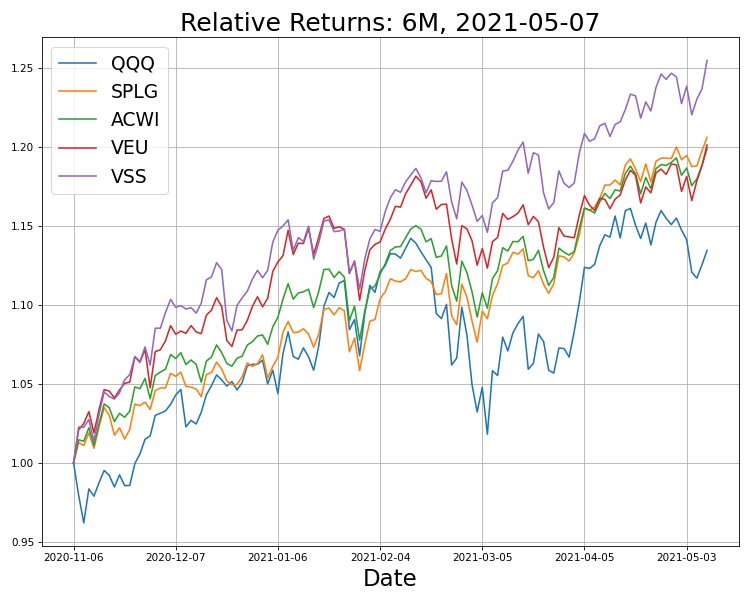 Relative Returns: 6M, 2021-05-07
QQQ
SPLG
ACWI
VEU
VSS
1.25
1.20
1.15
1.10
1.05
1.00
0.95
2020-11-06 2020-12-07 2021-01-06 2021-02-04 2021-03-05 2021-04-05 2021-05-03
Date